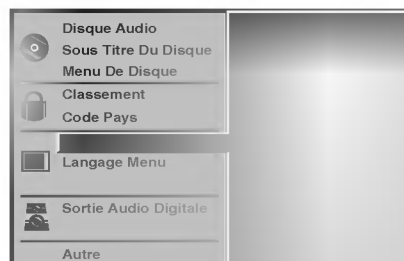 Disque Audio
Sous Titre Du Disque
Menu De Disque
Classement
Code Pays
Langage Menu
Sortie Audio Digitale
Autre